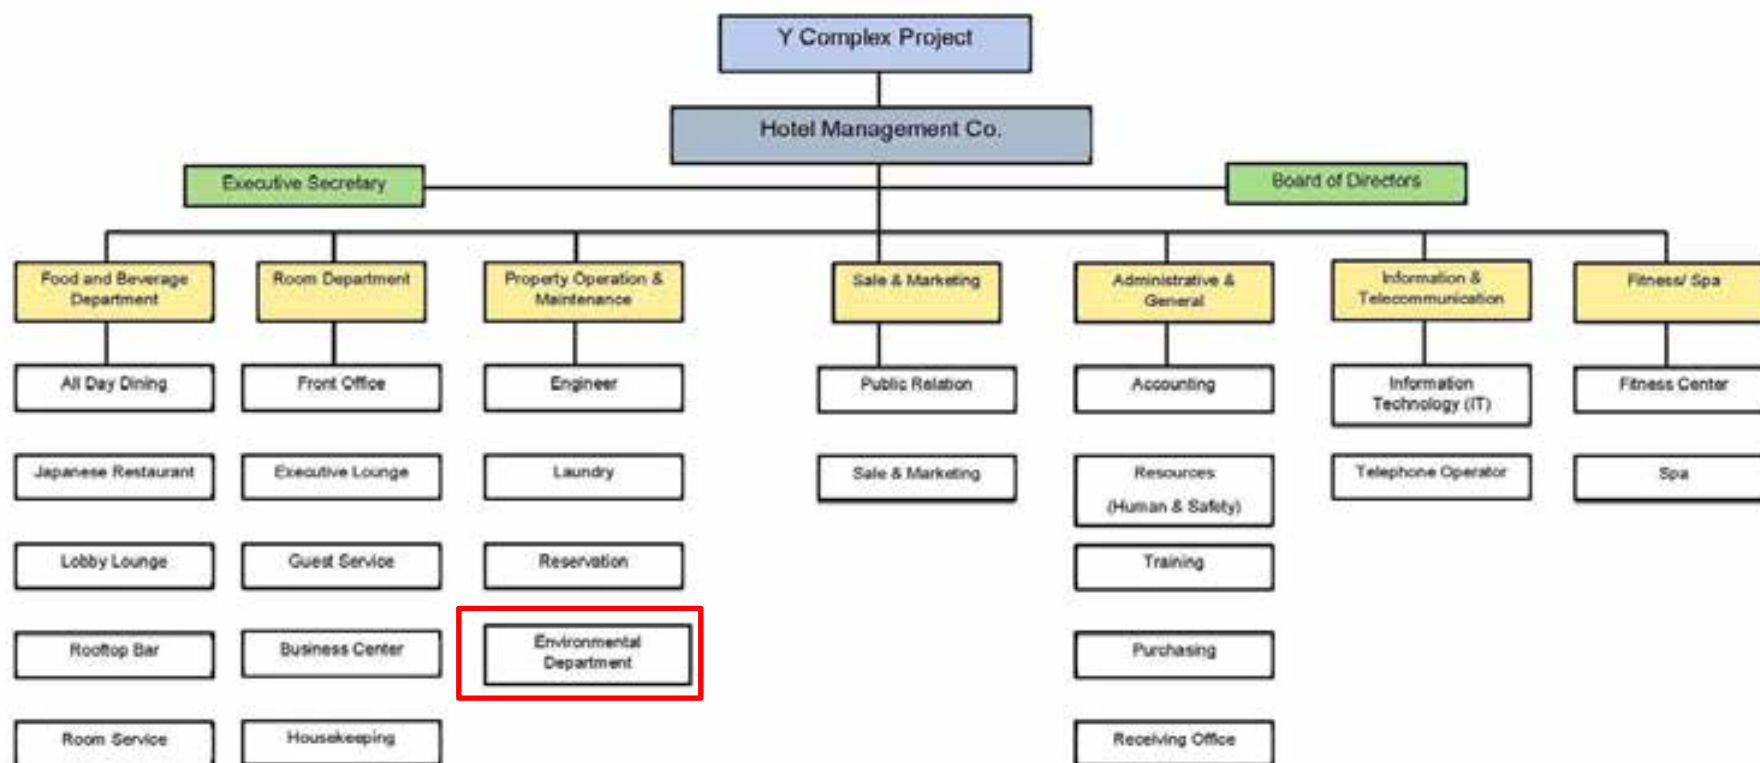 Y Complex Project
Hotel Management Co.
Executive Secretary
Board of Directors
Food and Beverage
Department
Room Department
Property Operation &
Maintenance
Sale & Marketing
Administrative &
General
Information &
Telecommunication
Fitness/ Spa
All Day Dining
Front Office
Engineer
Public Relation
Accounting
Information
Technology (IT)
Fitness Center
Japanese Restaurant
Executive Lounge
Laundry
Sale & Marketing
Resources
(Human & Safety)
Telephone Operator
Spa
Lobby Lounge
Guest Service
Reservation
Training
Rooftop Bar
Business Center
Environmental
Department
Purchasing
Room Service
Housekeeping
Receiving Office